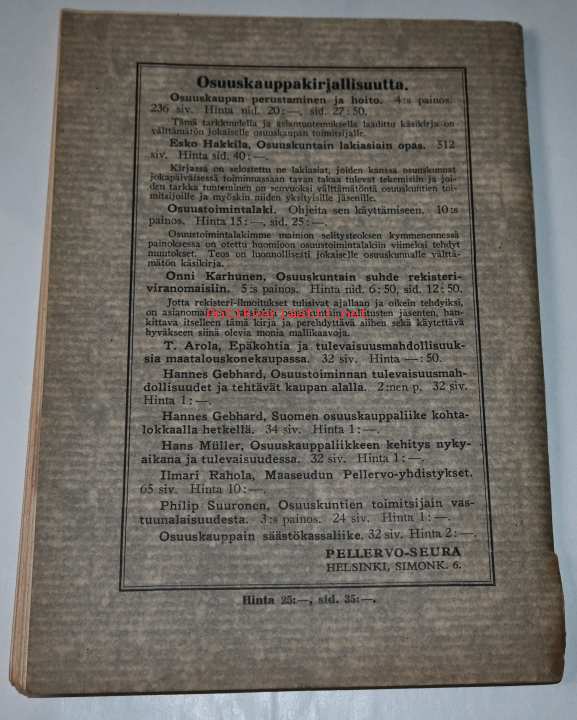 Osuuskauppakirjallisuutta.
Osuuskaupan perustaminen ja hoito. 4:s painos.
236 siv. Hinta nid. 20:—, sid. 27:50.
Tämä tarkkuudella ja asiantuntemuksella laadittu käsikirja on
välttämätön jokaiselle osuuskaupan toimitsijalle.
Esko Hakkila, Osuuskuntain lakiasiain opas. 312
siv. Hinta sid. 40:—.
Kirjassa on selostettu ne lakiasiat, joiden kanssa osuuskunnat
jokapäiväisessä toiminnassaan tavan takaa tulevat tekemisiin ja joi-
den tarkka tunteminen on senvuoksi välttämätöntä osuuskuntien toi-
mitsijoille ja myöskin niiden yksityisille jäsenille.
Osuustoimintalaki. Ohjeita sen käyttämiseen. 10:s
painos. Hinta 15:—, sid. 25:—.
Osuustoimintalakimme mainion selitysteoksen kymmenennessä
painoksessa on otettu huomioon osuustoimintalakiin viimeksi tehdyt
muutokset. Teos on luonnollisesti jokaiselle osuuskunnalle välttä-
mätön käsikirja.
Onni Karhunen, Osuuskuntain suhde rekisteri-
viranomaisiin. 5:s painos. Hinta nid. 6:50, sid. 12:50.
Jotta rekisteri-ilmoitukset tulisivat ajallaan ja oikein tehdyiksi,
on asianomaisten osuuskuntain hallitusten jäsenten, han-
kittava itselleen tämä kirja ja perehdyttävä siihen sekä käytettävä
hyväkseen siinä olevia monia mallikaavoja.
T. Arola, Epäkohtia ja tulevaisuusmahdollisuuk-
sia maatalouskonekaupassa. 32 siv. Hinta —:50.
Hannes Gebhard, Osuustoiminnan tulevaisuusmah-
dollisuudet ja tehtävät kaupan alalla. 2:nen p. 32 siv.
Hinta 1:—.
Hannes Gebhard, Suomen osuuskauppaliike kohta-
lokkaalla hetkellä. 34 siv. Hinta 1:—.
Hans Müller, Osuuskauppaliikkeen kehitys nyky-
aikana ja tulevaisuudessa. 32 siv. Hinta 1:—.
Ilmari Rahola, Maaseudun Pellervo-yhdistykset.
65 siv. Hinta 10:—.
Philip Suuronen, Osuuskuntien toimitsijain vas-
tuunalaisuudesta. 3:s painos. 24 siv. Hinta 1:—.
Osuuskauppain säästökassaliike. 32 siv. Hinta 2:—.
PELLERVO-SEURA
HELSINKI, SIMONK. 6.
Hinta 25:—, sid. 35:—.